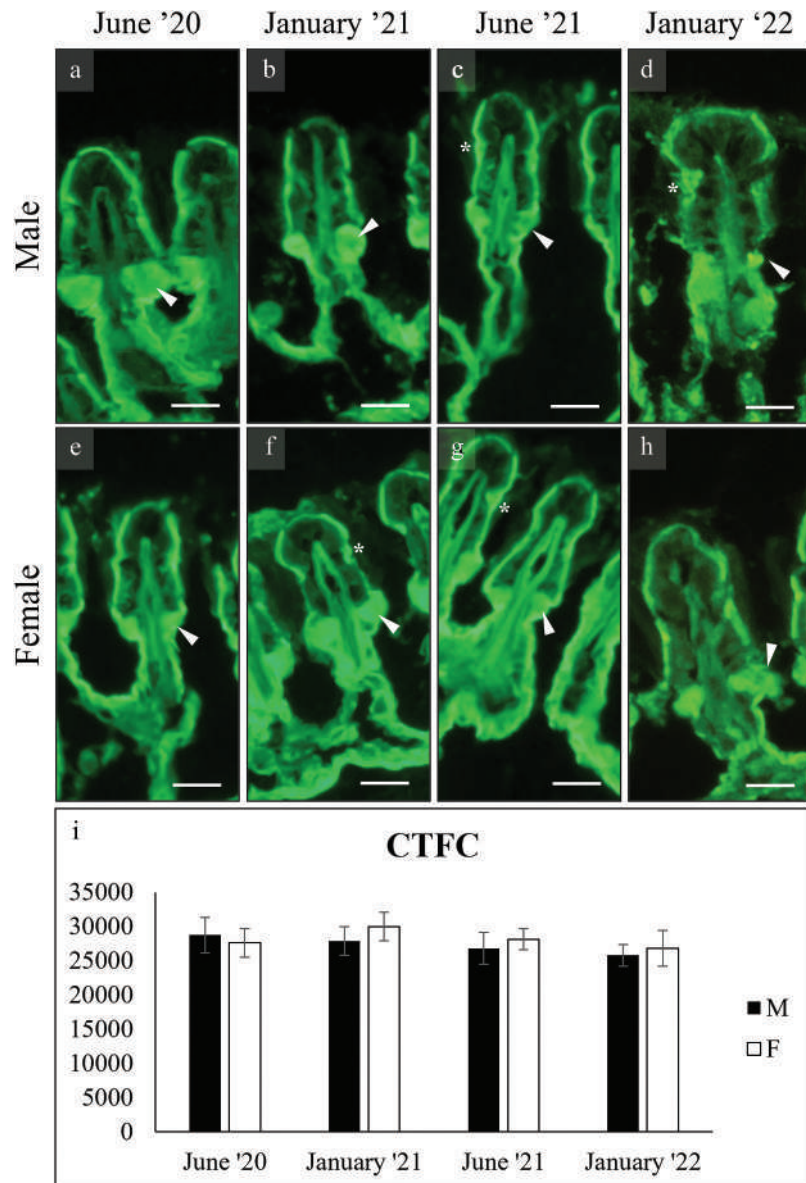 June ’20 January ’21 June ’21 January ‘22
Male
a b c d
* *
Female
e f g h
* *
i
CTFC
35000
30000
25000
20000
15000
10000
5000
0
M
F
June '20 January '21 June '21 January '22